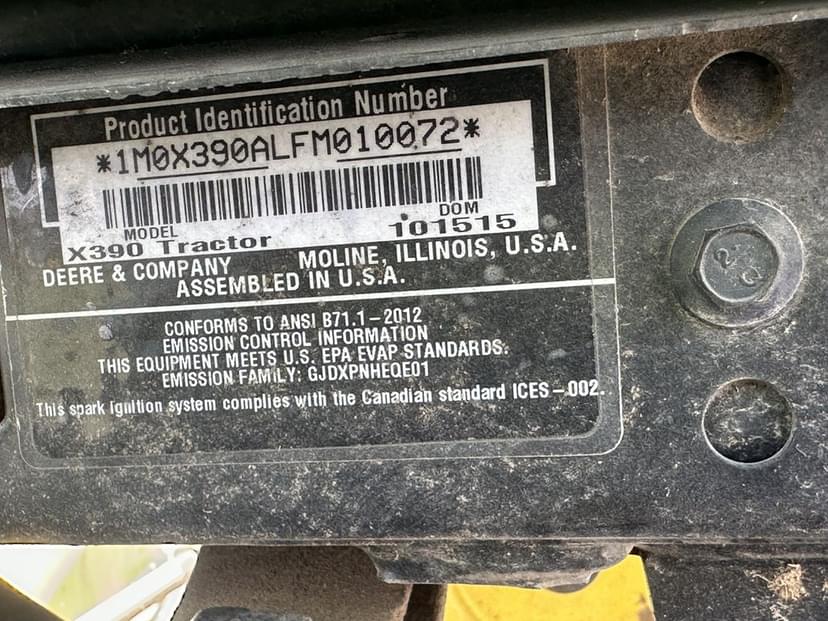 Product Identification Number
*1M0X390ALFM010072*
MODEL DOM
X390 Tractor 101515
DEERE & COMPANY MOLINE, ILLINOIS, U.S.A.
ASSEMBLED IN U.S.A.
CONFORMS TO ANSI B71.1-2012
EMISSION CONTROL INFORMATION
THIS EQUIPMENT MEETS U.S. EPA EVAP STANDARDS.
EMISSION FAMILY: GJDXPNHEQE01
This spark ignition system complies with the Canadian standard ICES-002.